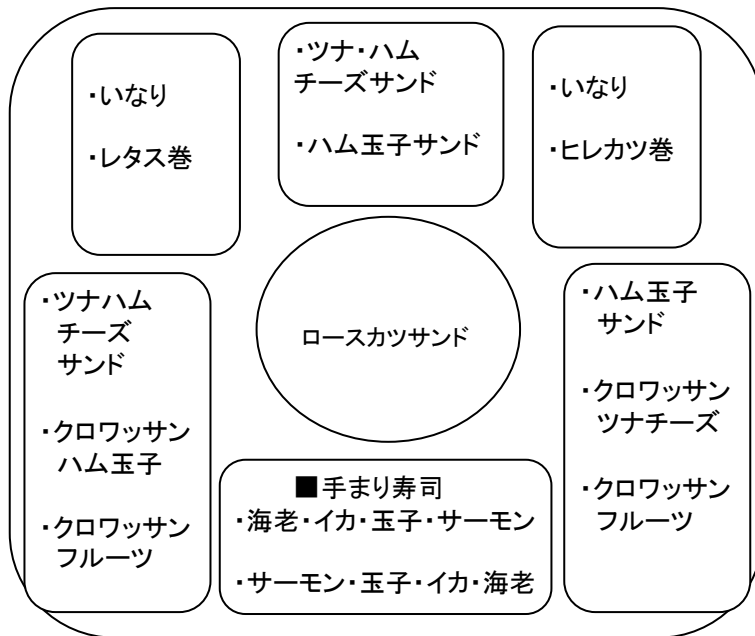 ・いなり
・レタス巻
・ツナ・ハム
チーズサンド
・ハム玉子サンド
・いなり
・ヒレカツ巻
・ツナハム
チーズ
サンド
・クロワッサン
ハム玉子
・クロワッサン
フルーツ
ロースカツサンド
・ハム玉子
サンド
・クロワッサン
ツナチーズ
・クロワッサン
フルーツ
■手まり寿司
・海老・イカ・玉子・サーモン
・サーモン・玉子・イカ・海老